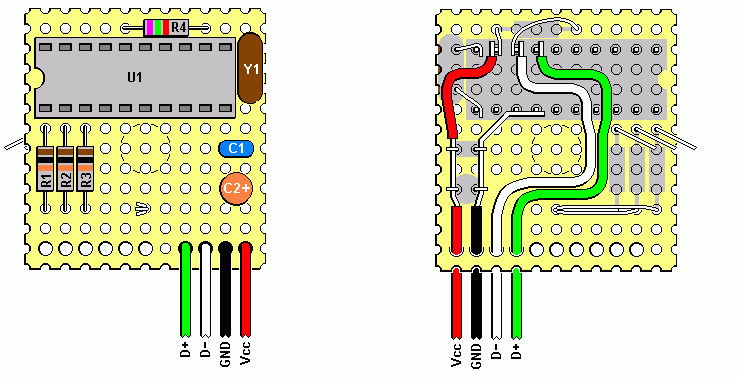 R4
U1
Y1
C1
R1
R2
R3
C2+
D+
D-
GND
Vcc
Vcc
GND
D-
D+